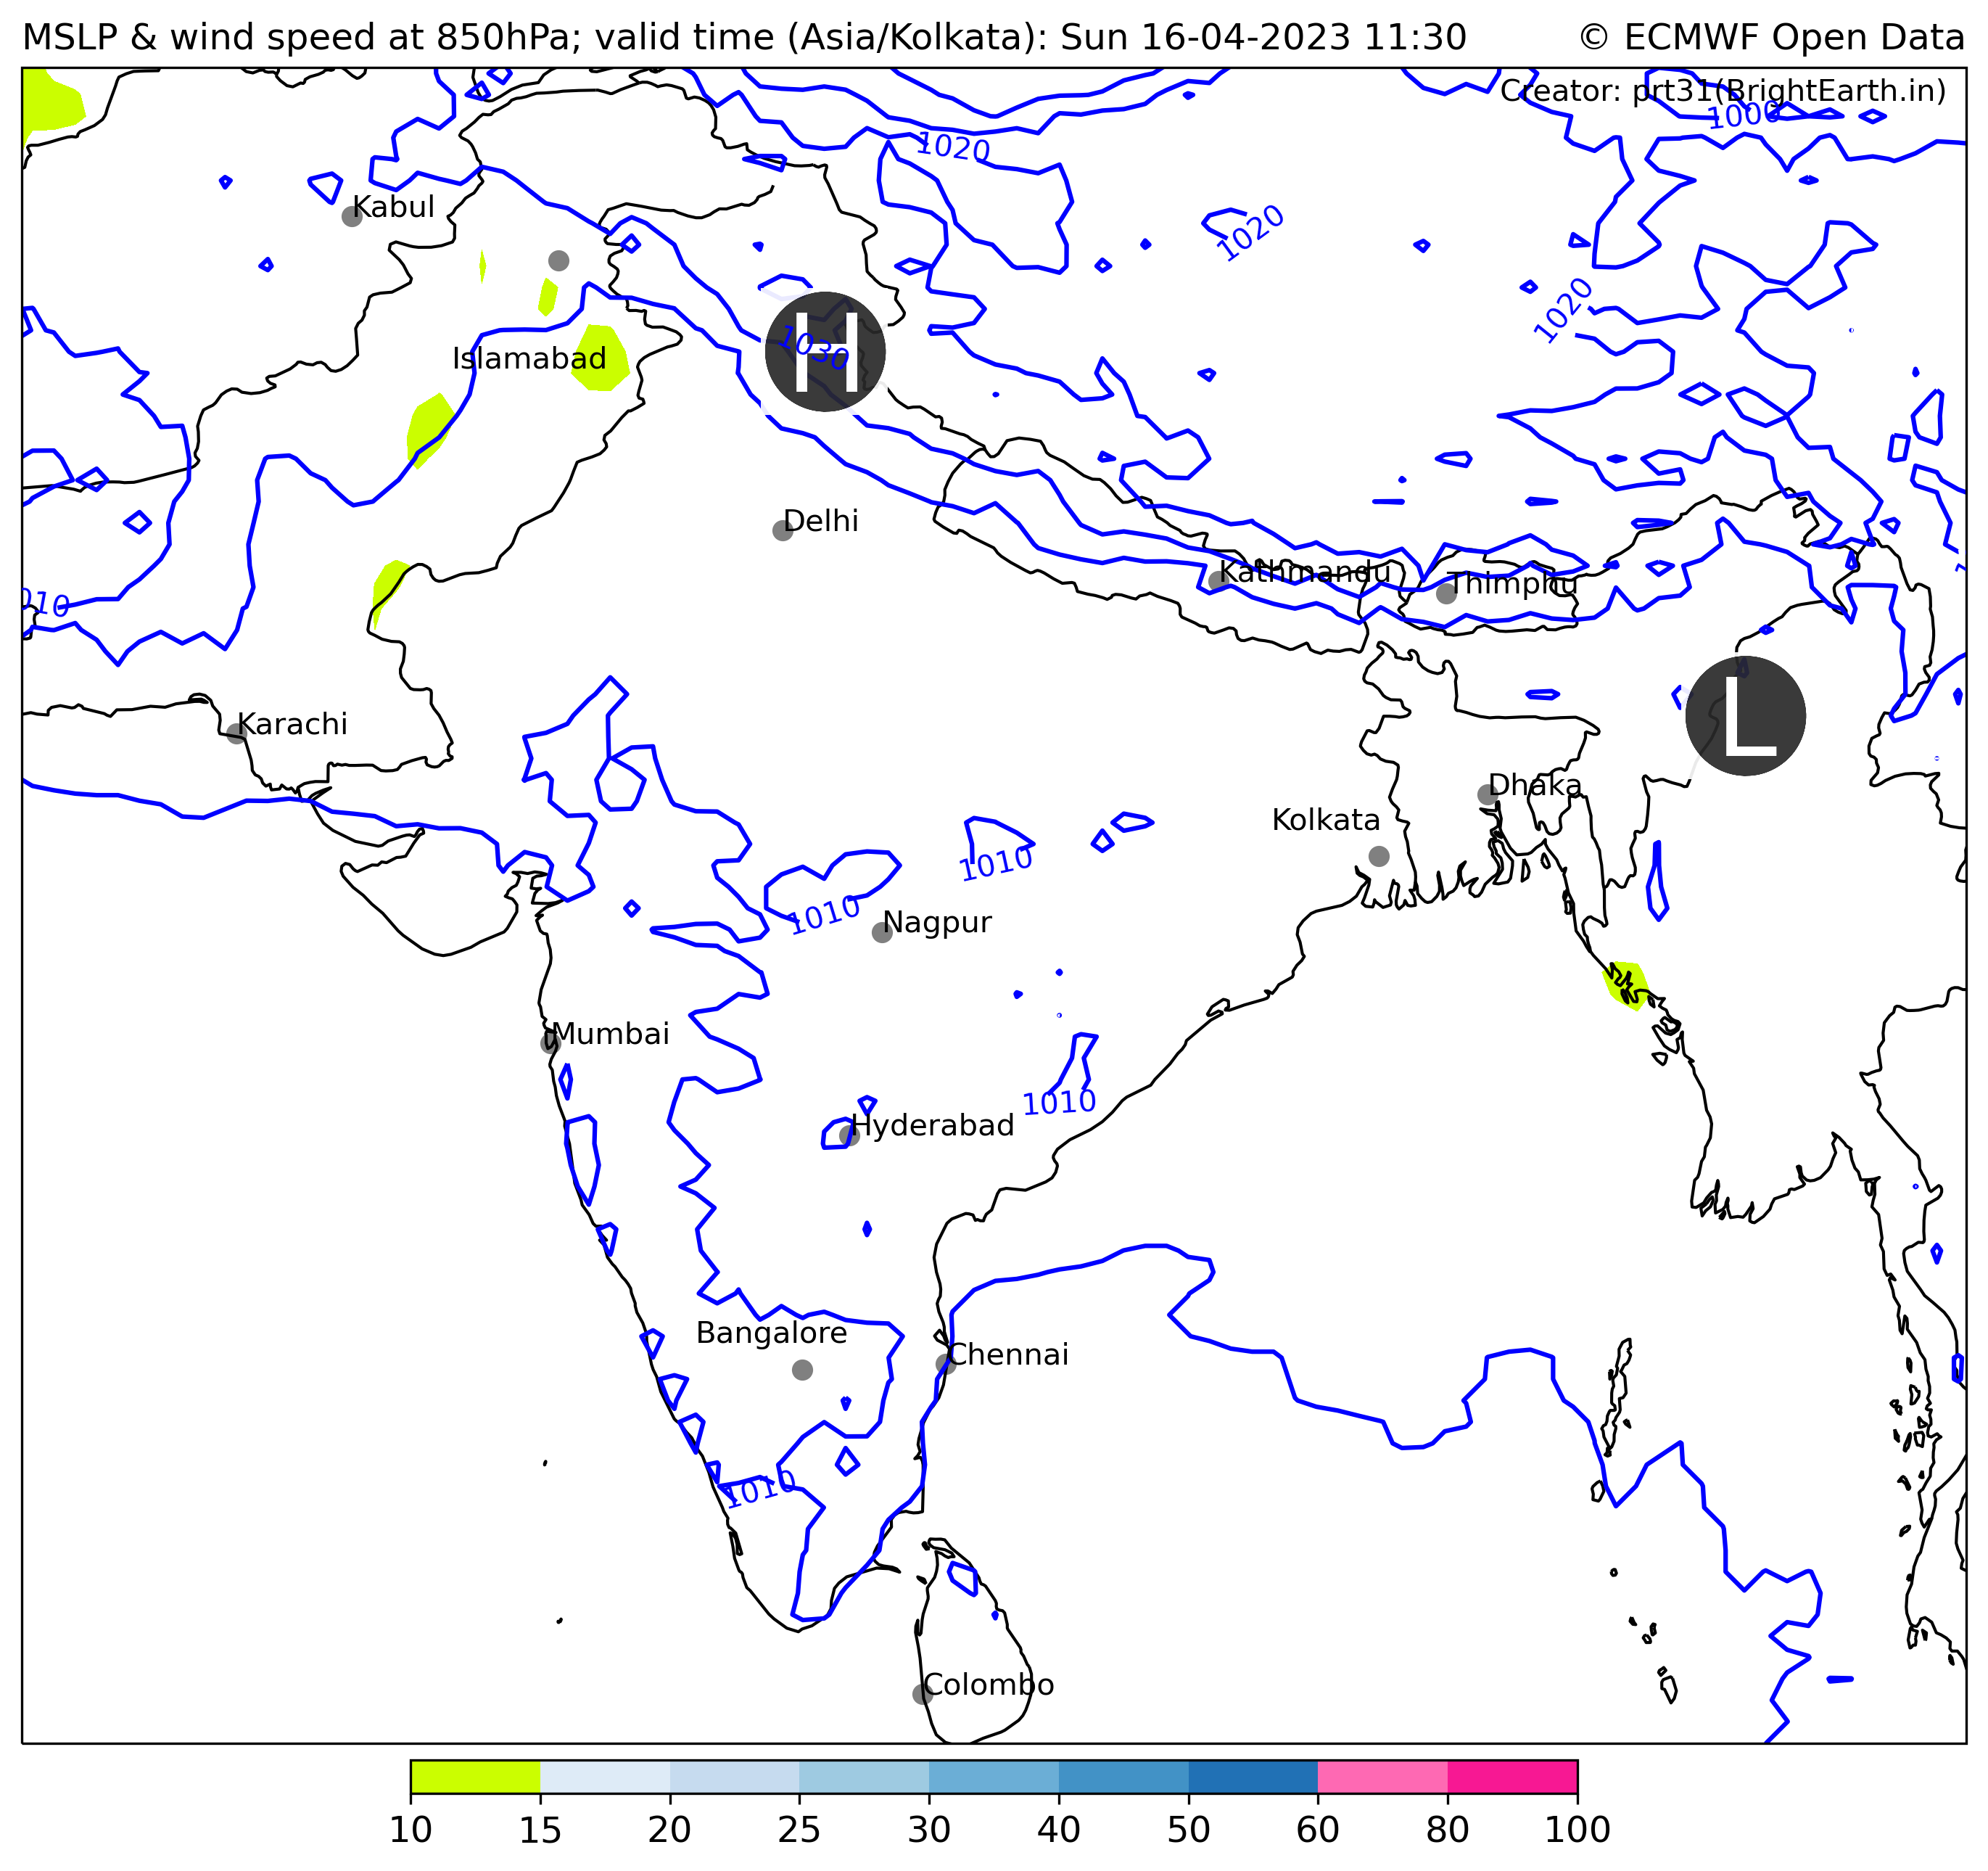 MSLP & wind speed at 850hPa; valid time (Asia/Kolkata): Sun 16-04-2023 11:30 © ECMWF Open Data
Creator: prt31(BrightEarth.in)
1000
1020
Kabul
1020
1020
H
1030
Islamabad
Delhi
Kathmandu
Thimphu
010
L
Karachi
Dhaka
Kolkata
1010
1010
Nagpur
Mumbai
1010
Hyderabad
Bangalore
Chennai
1010
Colombo
10 15 20 25 30 40 50 60 80 100